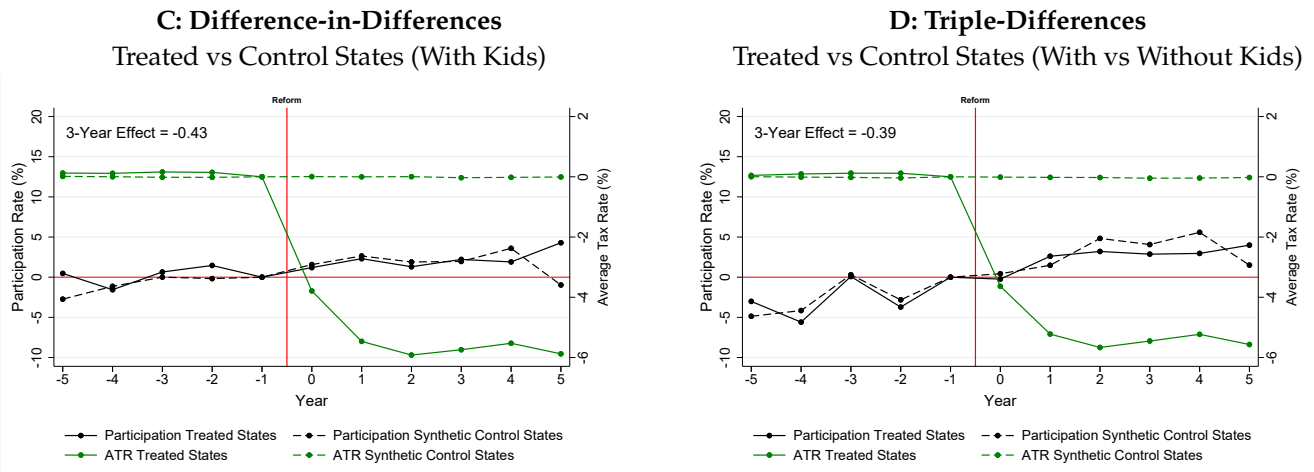 C: Difference-in-Differences
Treated vs Control States (With Kids)
Reform
3-Year Effect = -0.43
Participation Rate (%)
20
15
10
5
0
-5
-10
Average Tax Rate (%)
2
0
-2
-4
-6
-5 -4 -3 -2 -1 0 1 2 3 4 5
Year
Participation Treated States Participation Synthetic Control States
ATR Treated States ATR Synthetic Control States
D: Triple-Differences
Treated vs Control States (With vs Without Kids)
Reform
3-Year Effect = -0.39
Participation Rate (%)
20
15
10
5
0
-5
-10
Average Tax Rate (%)
2
0
-2
-4
-6
-5 -4 -3 -2 -1 0 1 2 3 4 5
Year
Participation Treated States Participation Synthetic Control States
ATR Treated States ATR Synthetic Control States